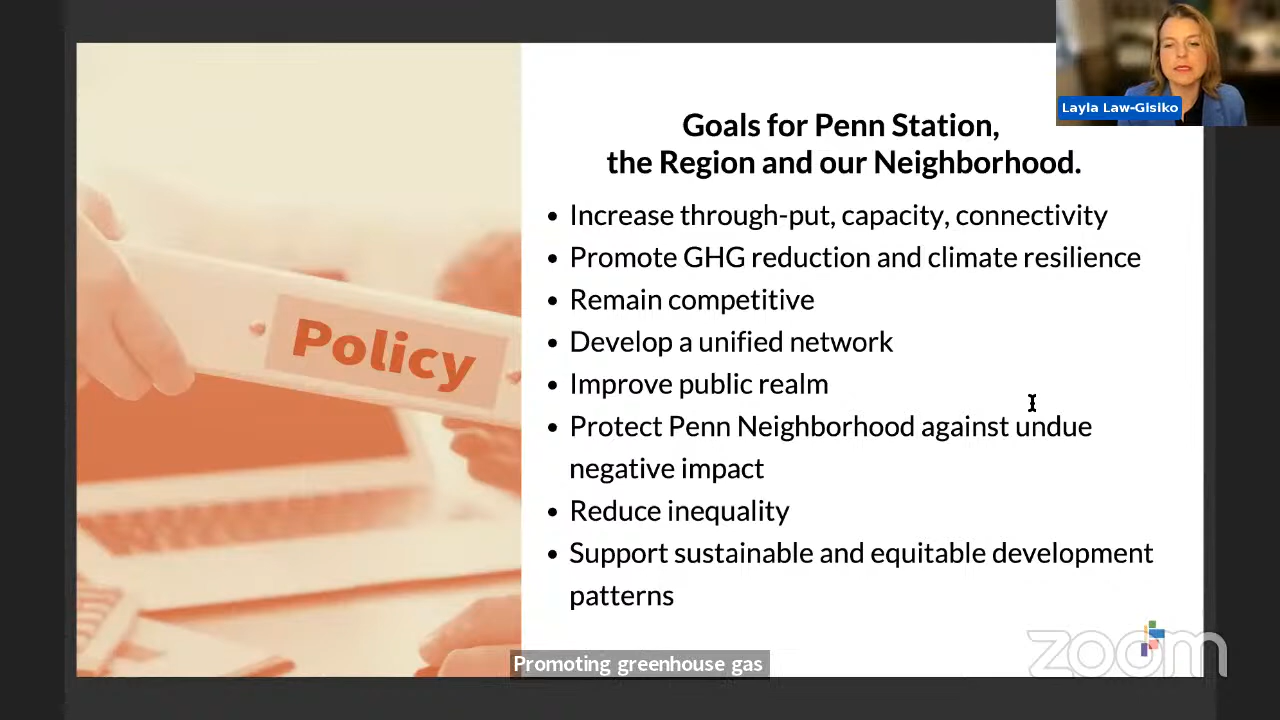 Layla Law-Gisiko
Goals for Penn Station,
the Region and our Neighborhood.
• Increase through-put, capacity, connectivity
• Promote GHG reduction and climate resilience
• Remain competitive
• Develop a unified network
• Improve public realm
• Protect Penn Neighborhood against undue
negative impact
• Reduce inequality
• Support sustainable and equitable development
patterns
Policy
Promoting greenhouse gas
zoom